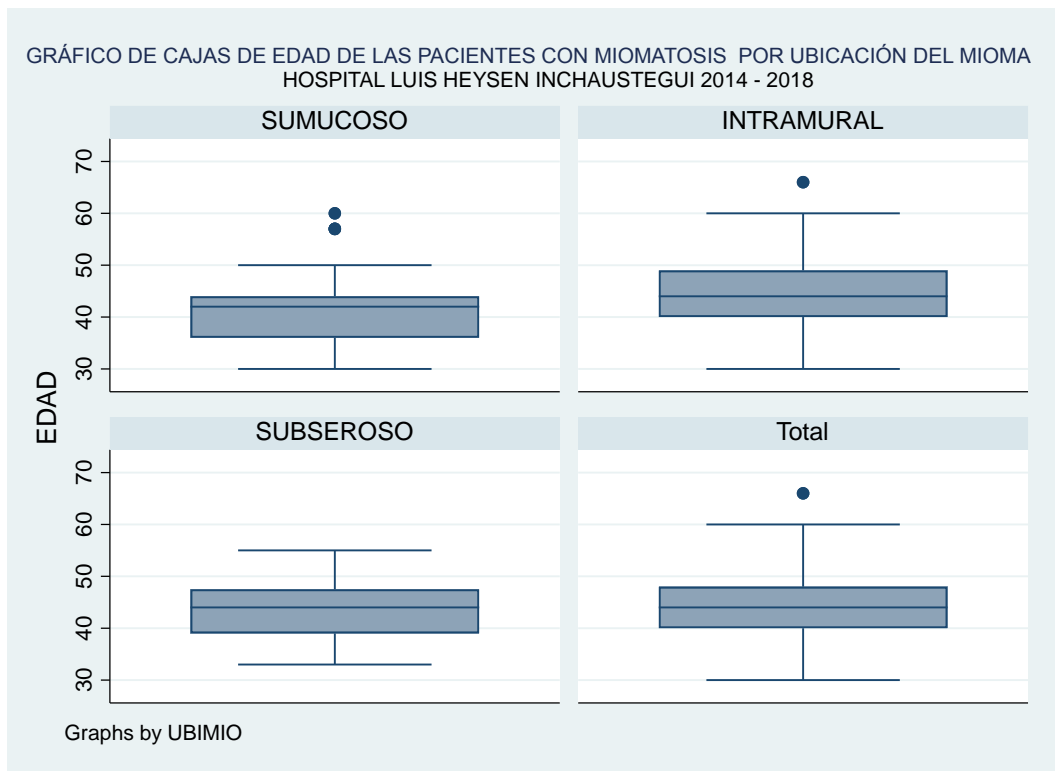 GRÁFICO DE CAJAS DE EDAD DE LAS PACIENTES CON MIOMATOSIS  POR UBICACIÓN DEL MIOMA
HOSPITAL LUIS HEYSEN INCHAUSTEGUI 2014 - 2018
SUMUCOSO
INTRAMURAL
70
60
50
40
30
EDAD
SUBSEROSO
Total
70
60
50
40
30
Graphs by UBIMIO